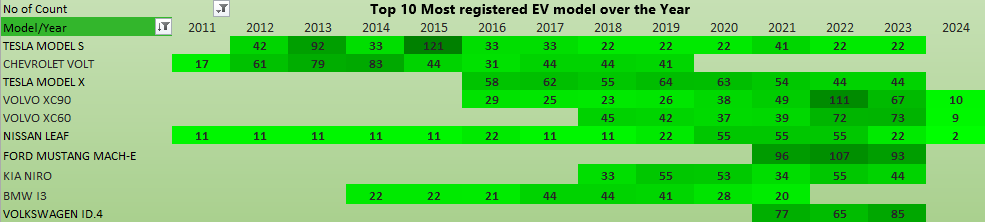 No of Count Top 10 Most registered EV model over the Year
Model/Year 2011 2012 2013 2014 2015 2016 2017 2018 2019 2020 2021 2022 2023 2024
TESLA MODEL S 42 92 33 121 33 33 22 22 22 41 22 22
CHEVROLET VOLT 17 61 79 83 44 31 44 44 41
TESLA MODEL X 58 62 55 64 63 54 44 44
VOLVO XC90 29 25 23 26 38 49 111 67 10
VOLVO XC60 45 42 37 39 72 73 9
NISSAN LEAF 11 11 11 11 11 22 11 11 22 55 55 55 22 2
FORD MUSTANG MACH-E 96 107 93
KIA NIRO 33 55 53 34 55 44
BMW I3 22 22 21 44 44 41 28 20
VOLKSWAGEN ID.4 77 65 85